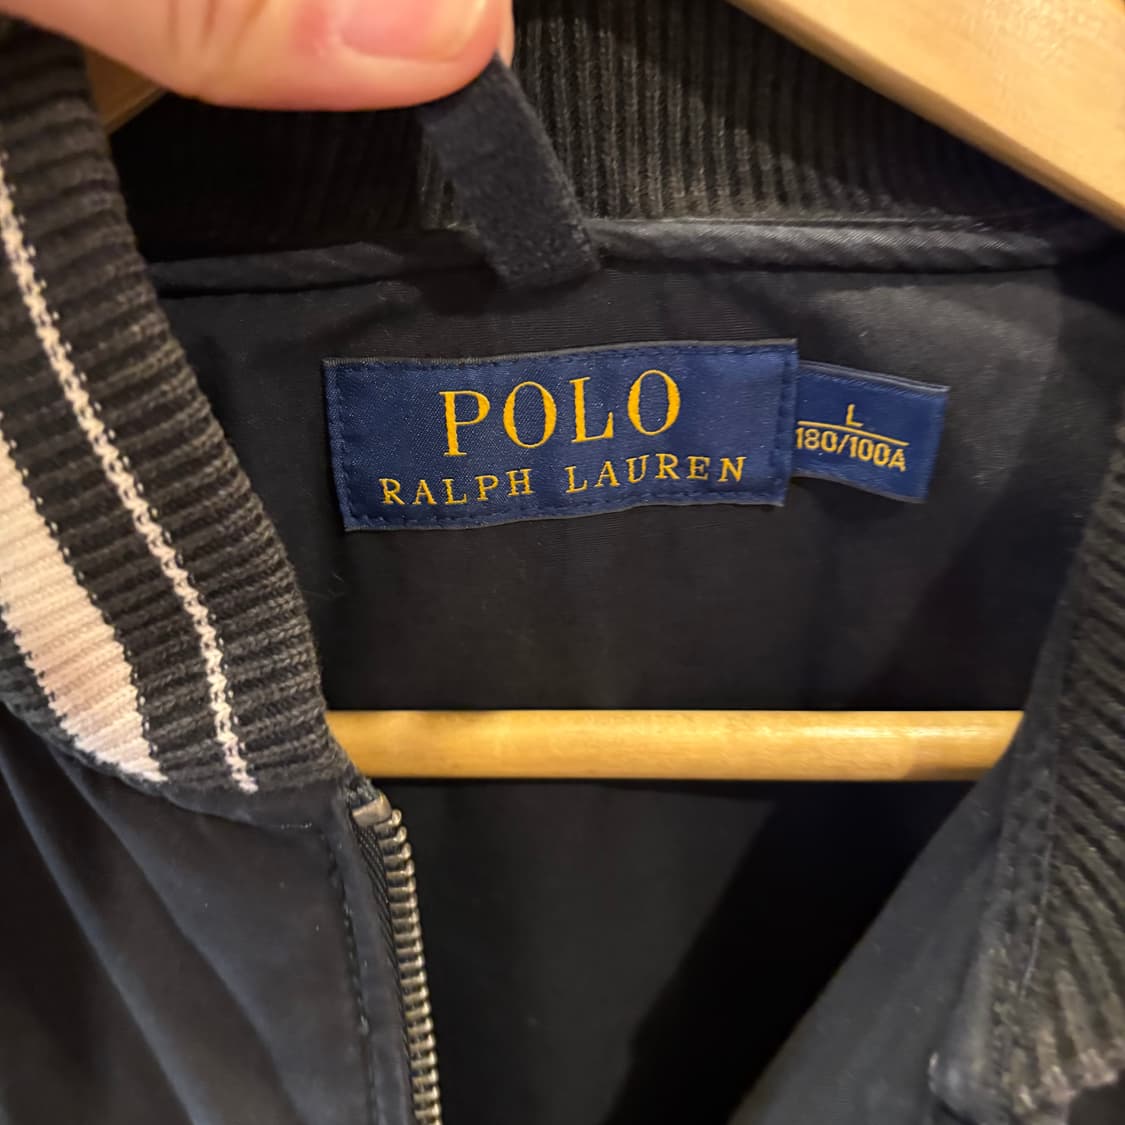 POLO
RALPH LAUREN
L
180/100A